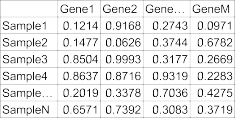 Gene1 Gene2 Gene... GeneM
Sample1 0.1214 0.9168 0.2743 0.0971
Sample2 0.1477 0.0626 0.3744 0.6782
Sample3 0.8504 0.9993 0.3177 0.2669
Sample4 0.8637 0.8716 0.9319 0.2283
Sample... 0.2019 0.3378 0.7036 0.4275
SampleN 0.6571 0.7392 0.3083 0.3719